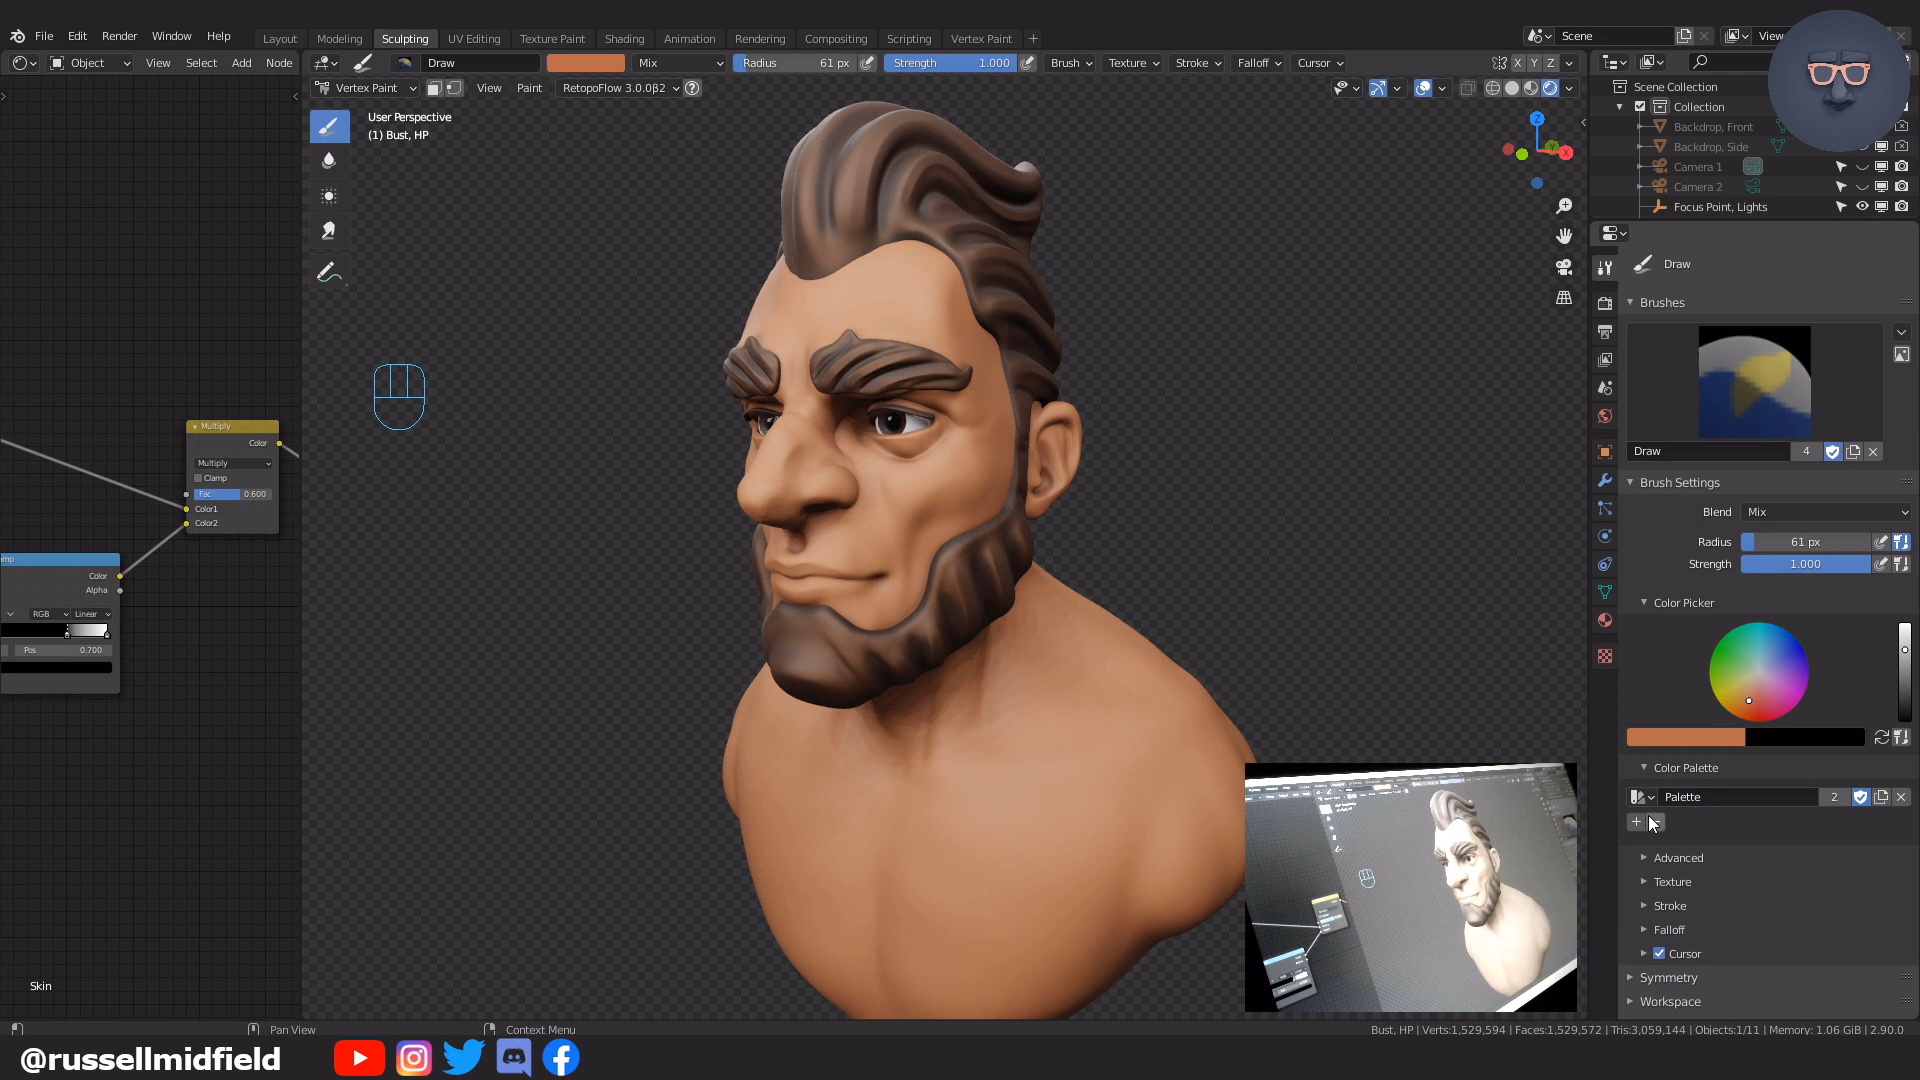 File Edit Render Window Help Layout Modeling Sculpting UV Editing Texture Paint Shading Animation Rendering Compositing Scripting Vertex Paint + Scene View
Object View Select Add Node Draw Mix Radius 61 px Strength 1.000 Brush Texture Stroke Falloff Cursor X Y Z
Vertex Paint View Paint RetopoFlow 3.0.0β2
Scene Collection
Collection
Backdrop, Front
Backdrop, Side
Camera 1
Camera 2
Focus Point, Lights
User Perspective
(1) Bust, HP
Z
Y
X
Draw
Brushes
Draw 4
Brush Settings
Blend Mix
Radius 61 px
Strength 1.000
Color Picker
Color Palette
Palette 2
Advanced
Texture
Stroke
Falloff
Cursor
Symmetry
Workspace
Multiply
Color
Multiply
Clamp
Fac 0.600
Color1
Color2
Color
Alpha
RGB Linear
Pos 0.700
Skin
Pan View Context Menu
Bust, HP | Verts:1,529,594 | Faces:1,529,572 | Tris:3,059,144 | Objects:1/11 | Memory: 1.06 GiB | 2.90.0
@russellmidfield